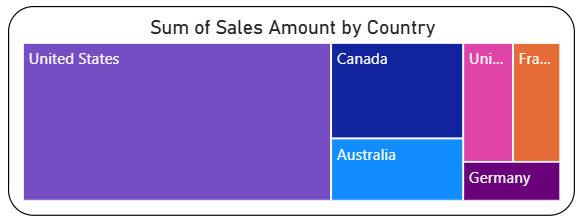 Sum of Sales Amount by Country
United States
Canada
Uni...
Fra...
Australia
Germany